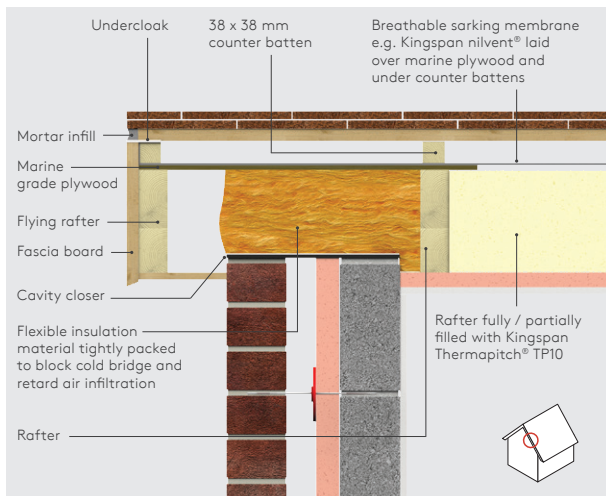 Undercloak
38 x 38 mm
counter batten
Breathable sarking membrane
e.g. Kingspan nilvent® laid
over marine plywood and
under counter battens
Mortar infill
Marine
grade plywood
Flying rafter
Fascia board
Cavity closer
Flexible insulation
material tightly packed
to block cold bridge and
retard air infiltration
Rafter
Rafter fully / partially
filled with Kingspan
Thermapitch® TP10